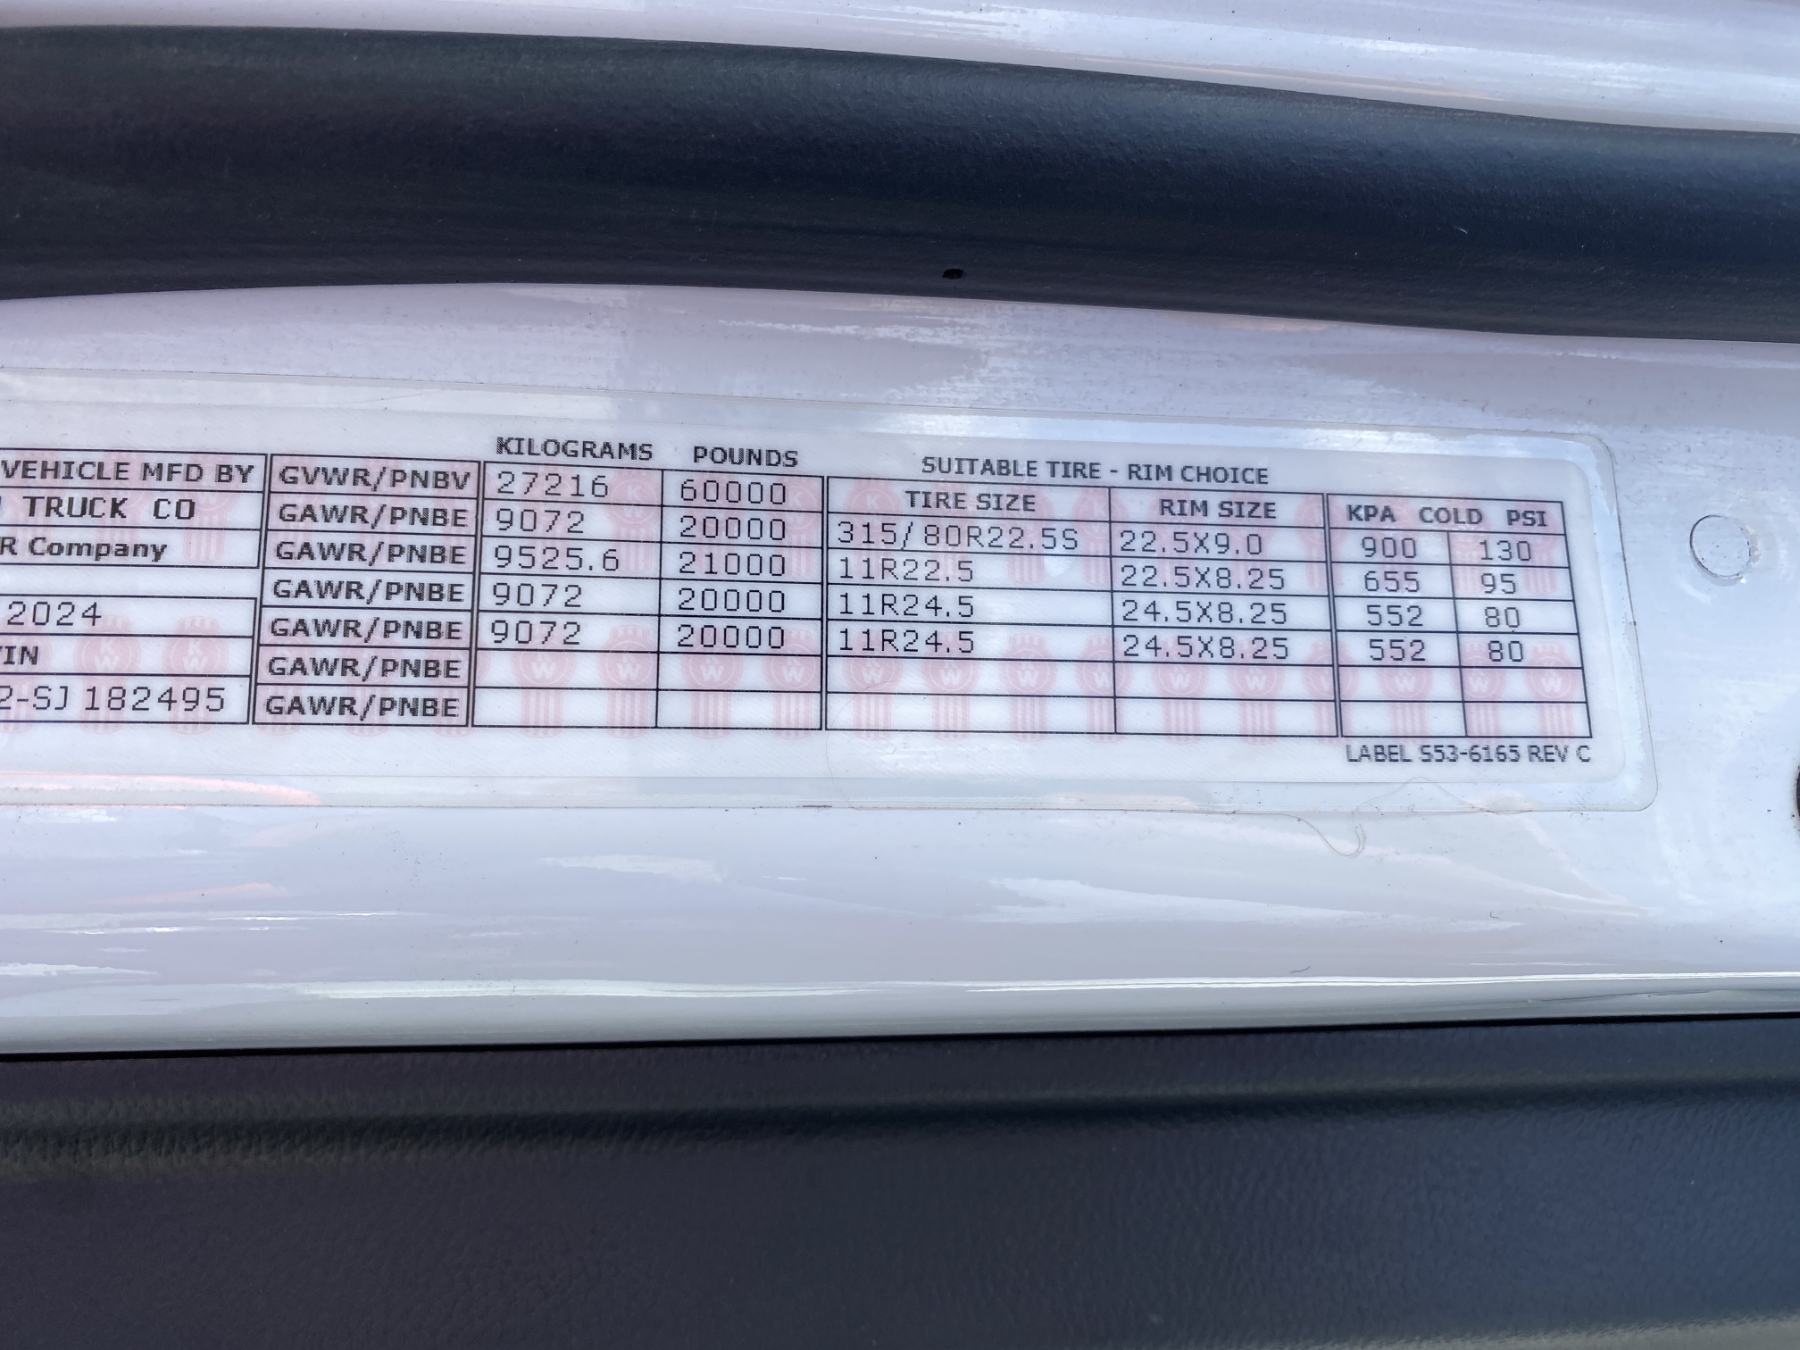 KILOGRAMS POUNDS
SUITABLE TIRE - RIM CHOICE
VEHICLE MFD BY GVWR/PNBV 27216 60000 TIRE SIZE RIM SIZE KPA COLD PSI
TRUCK CO GAWR/PNBE 9072 20000 315/80R22.5S 22.5X9.0 900 130
R Company GAWR/PNBE 9525.6 21000 11R22.5 22.5X8.25 655 95
GAWR/PNBE 9072 20000 11R24.5 24.5X8.25 552 80
2024 GAWR/PNBE 9072 20000 11R24.5 24.5X8.25 552 80
VIN GAWR/PNBE
2-SJ 182495 GAWR/PNBE
LABEL S53-6165 REV C